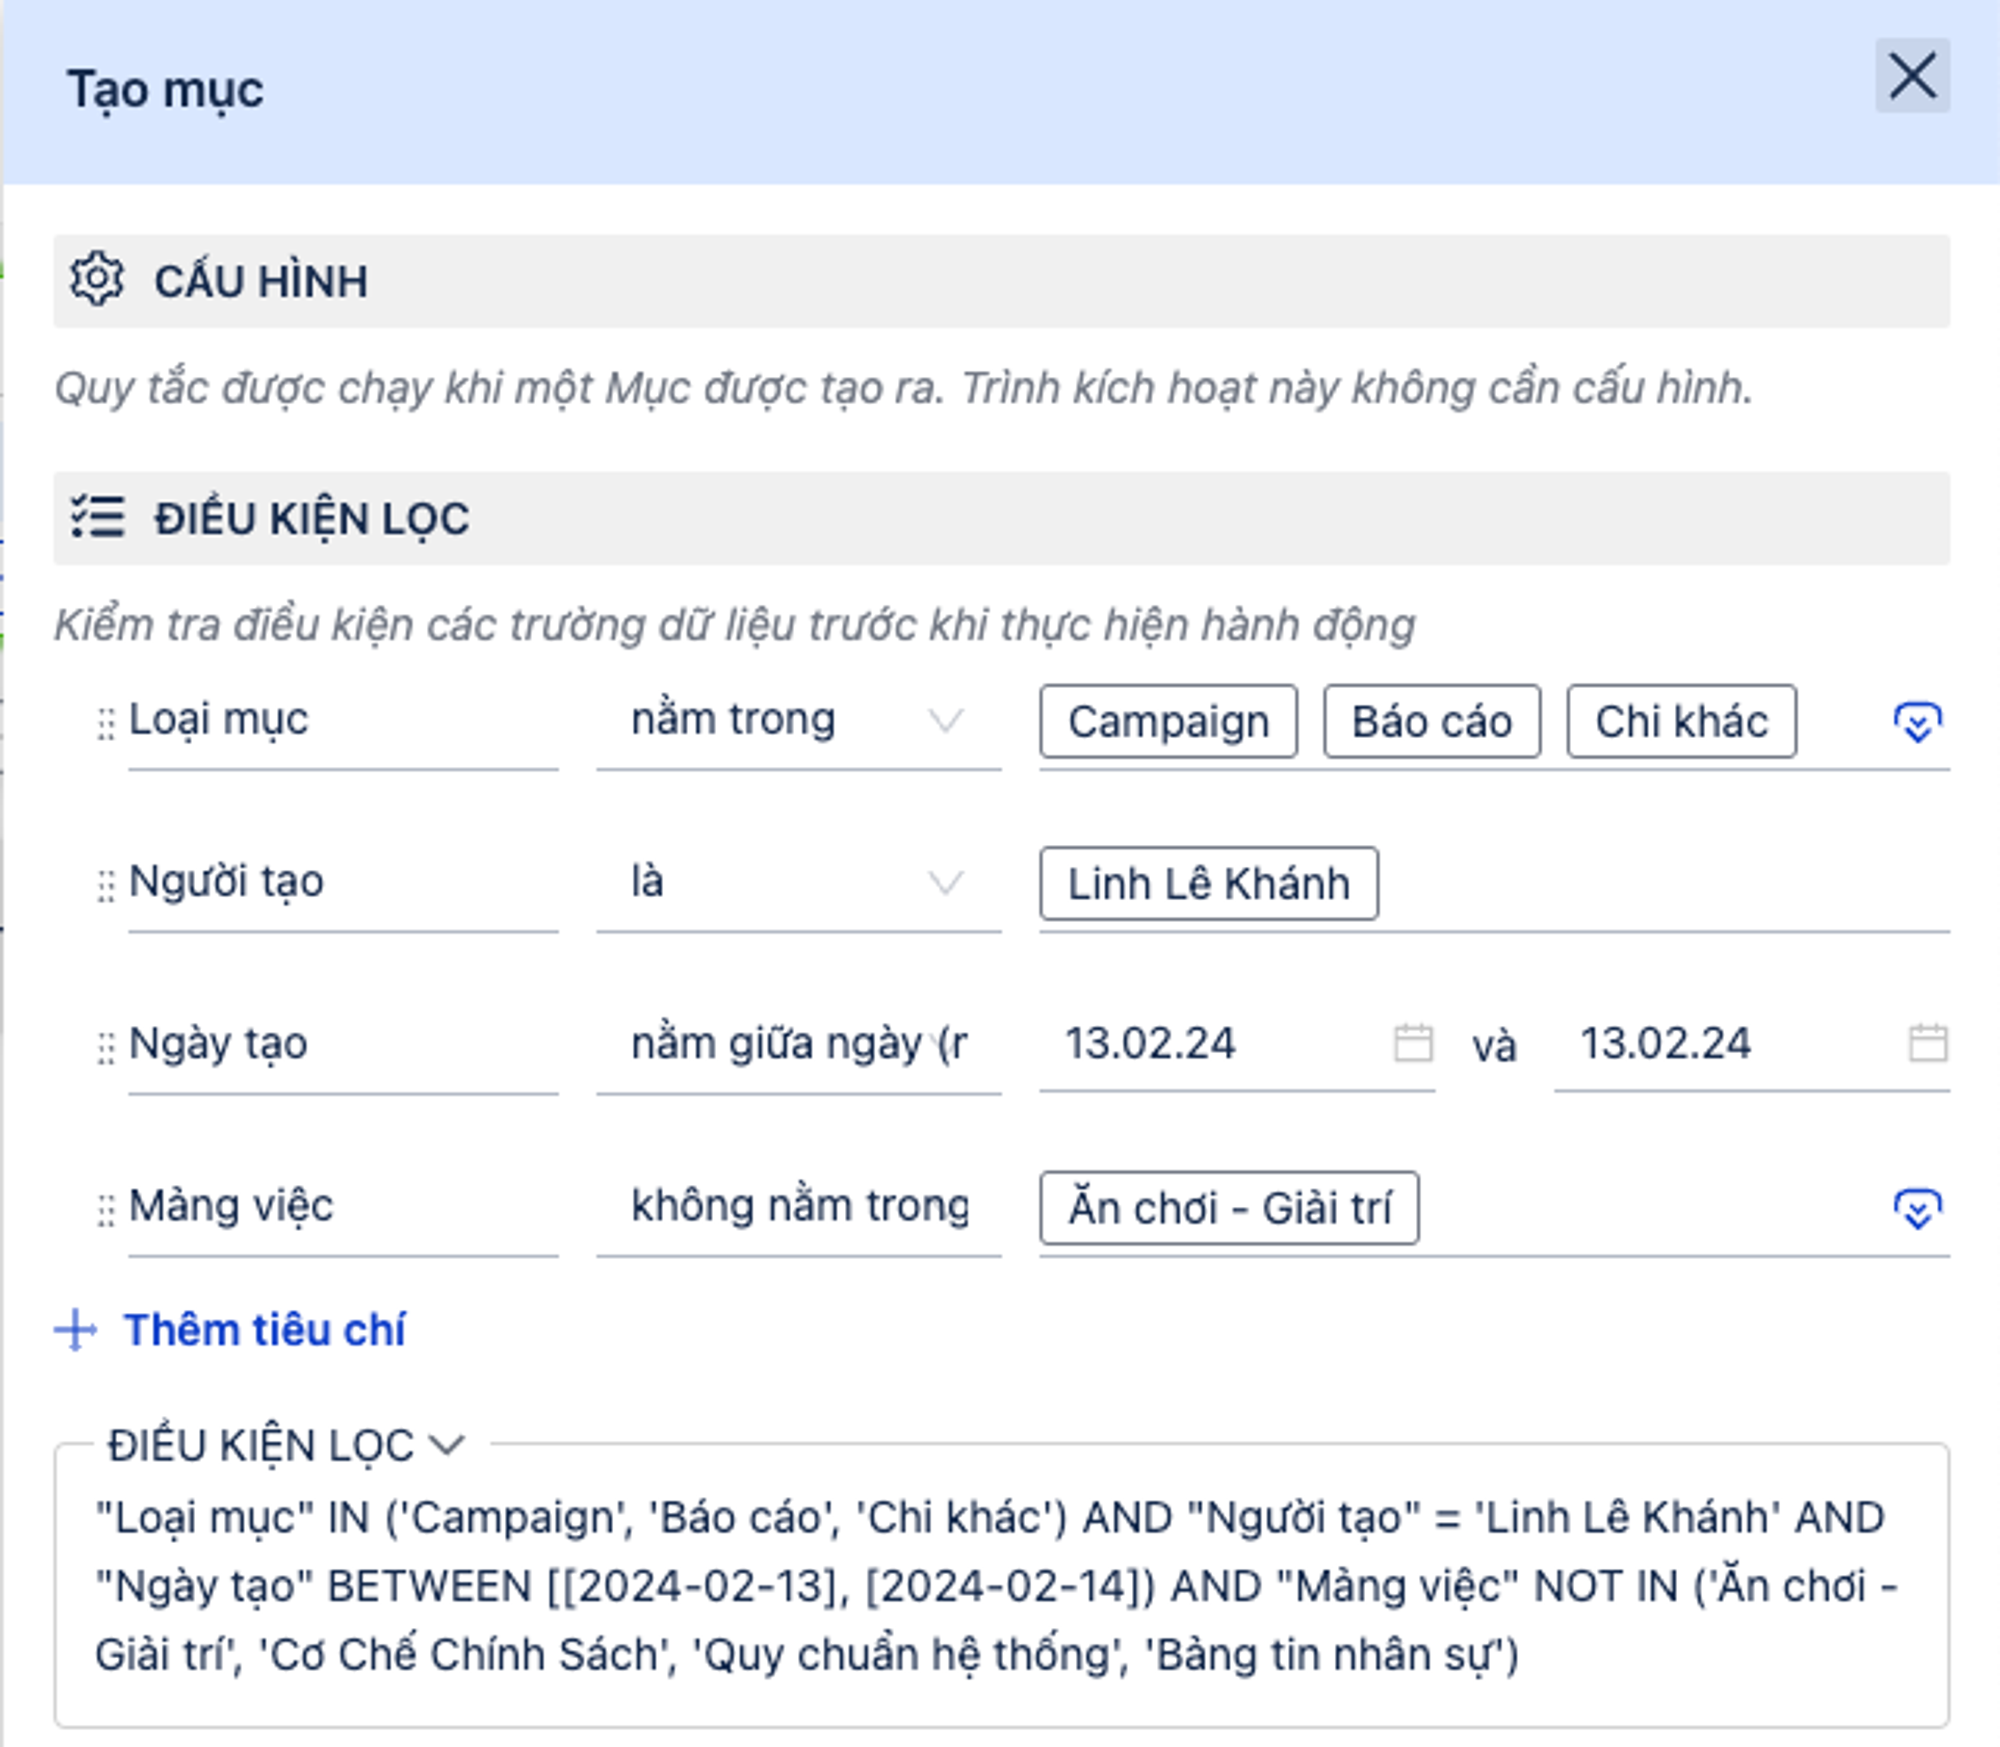 Tạo mục
CẤU HÌNH
Quy tắc được chạy khi một Mục được tạo ra. Trình kích hoạt này không cần cấu hình.
ĐIỀU KIỆN LỌC
Kiểm tra điều kiện các trường dữ liệu trước khi thực hiện hành động
Loại mục nằm trong Campaign Báo cáo Chi khác
Người tạo là Linh Lê Khánh
Ngày tạo nằm giữa ngày ( 13.02.24 và 13.02.24
Mảng việc không nằm trong Ăn chơi - Giải trí
Thêm tiêu chí
ĐIỀU KIỆN LỌC
"Loại mục" IN ('Campaign', 'Báo cáo', 'Chi khác') AND "Người tạo" = 'Linh Lê Khánh' AND
"Ngày tạo" BETWEEN [[2024-02-13], [2024-02-14]) AND "Mảng việc" NOT IN ('Ăn chơi -
Giải trí', 'Cơ Chế Chính Sách', 'Quy chuẩn hệ thống', 'Bảng tin nhân sự')